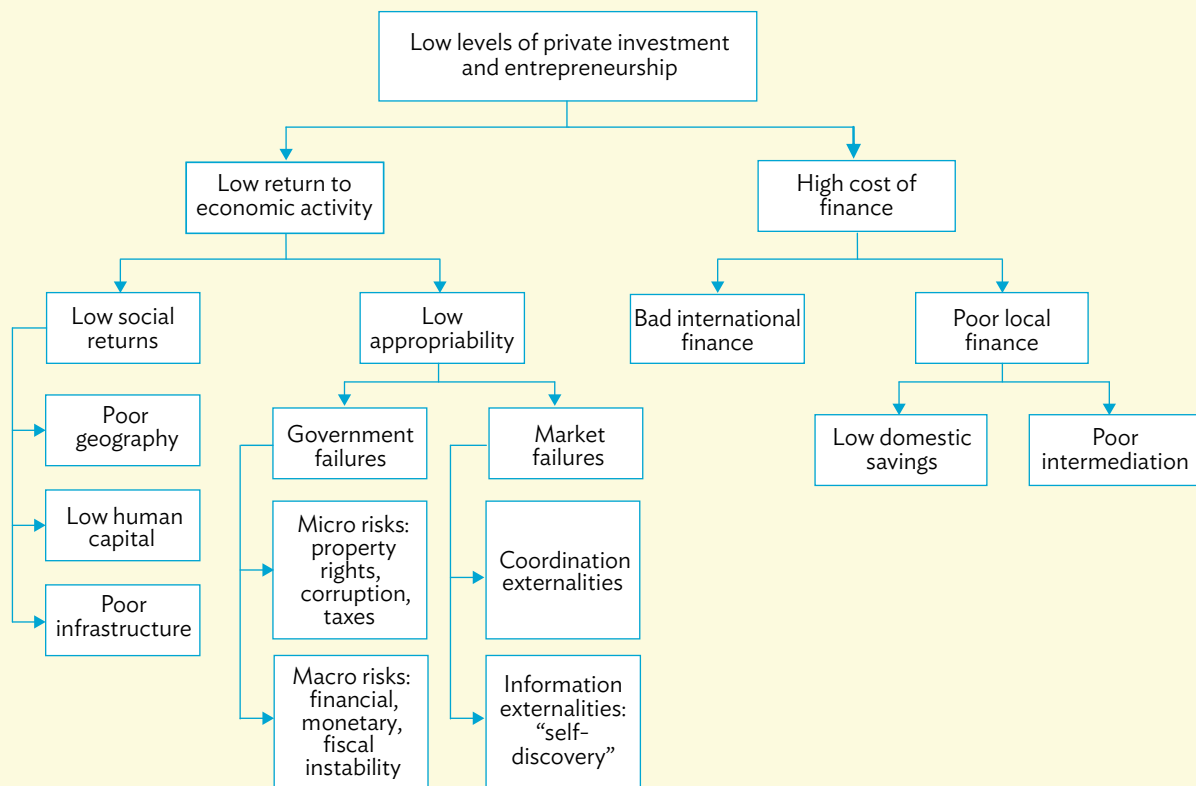 Low levels of private investment
and entrepreneurship
Low return to
economic activity
High cost of
finance
Low social
returns
Low
appropriability
Bad international
finance
Poor local
finance
Poor
geography
Government
failures
Market
failures
Low domestic
savings
Poor
intermediation
Low human
capital
Micro risks:
property
rights,
corruption,
taxes
Coordination
externalities
Poor
infrastructure
Macro risks:
financial,
monetary,
fiscal
instability
Information
externalities:
“self-
discovery”